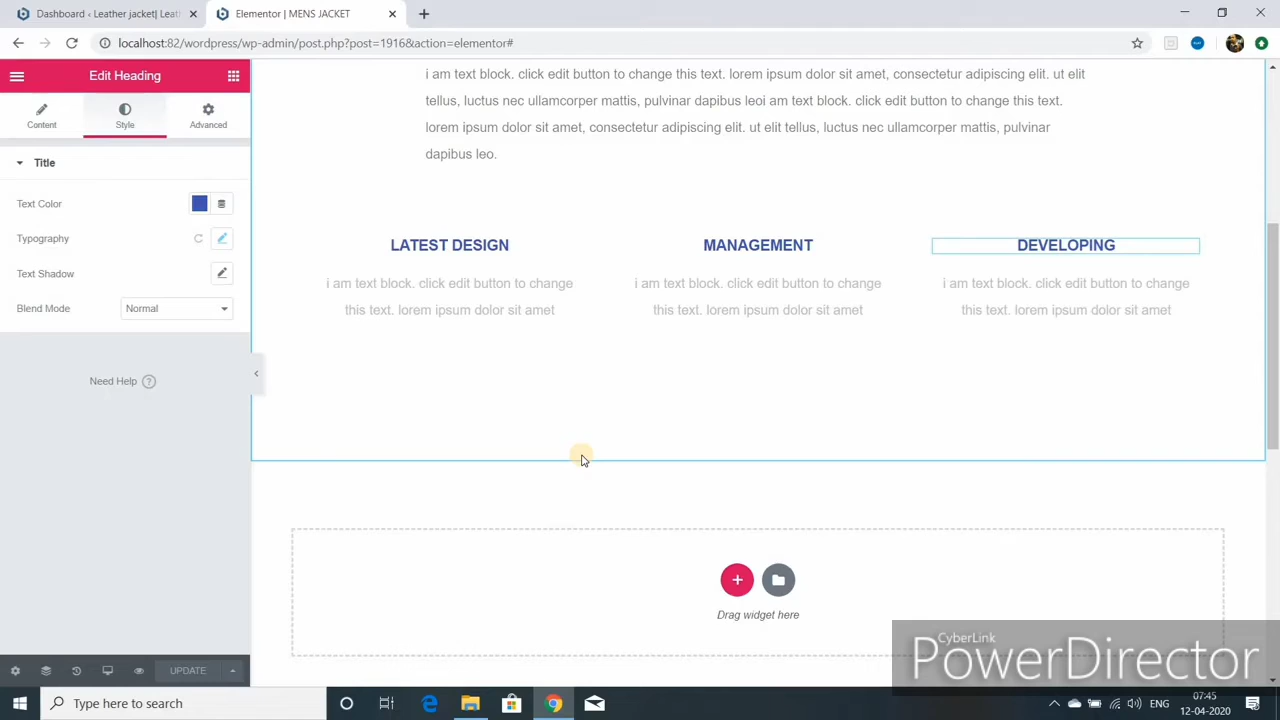 Dashboard ‹ Leather jacket| Leat
Elementor | MENS JACKET
localhost:82/wordpress/wp-admin/post.php?post=1916&action=elementor#
Edit Heading
Content
Style
Advanced
Title
Text Color
Typography
Text Shadow
Blend Mode
Normal
Need Help
UPDATE
i am text block. click edit button to change this text. lorem ipsum dolor sit amet, consectetur adipiscing elit. ut elit
tellus, luctus nec ullamcorper mattis, pulvinar dapibus leoi am text block. click edit button to change this text.
lorem ipsum dolor sit amet, consectetur adipiscing elit. ut elit tellus, luctus nec ullamcorper mattis, pulvinar
dapibus leo.
LATEST DESIGN
i am text block. click edit button to change
this text. lorem ipsum dolor sit amet
MANAGEMENT
i am text block. click edit button to change
this text. lorem ipsum dolor sit amet
DEVELOPING
i am text block. click edit button to change
this text. lorem ipsum dolor sit amet
Drag widget here
CyberLink
PowerDirector
Type here to search
ENG
07:45
12-04-2020